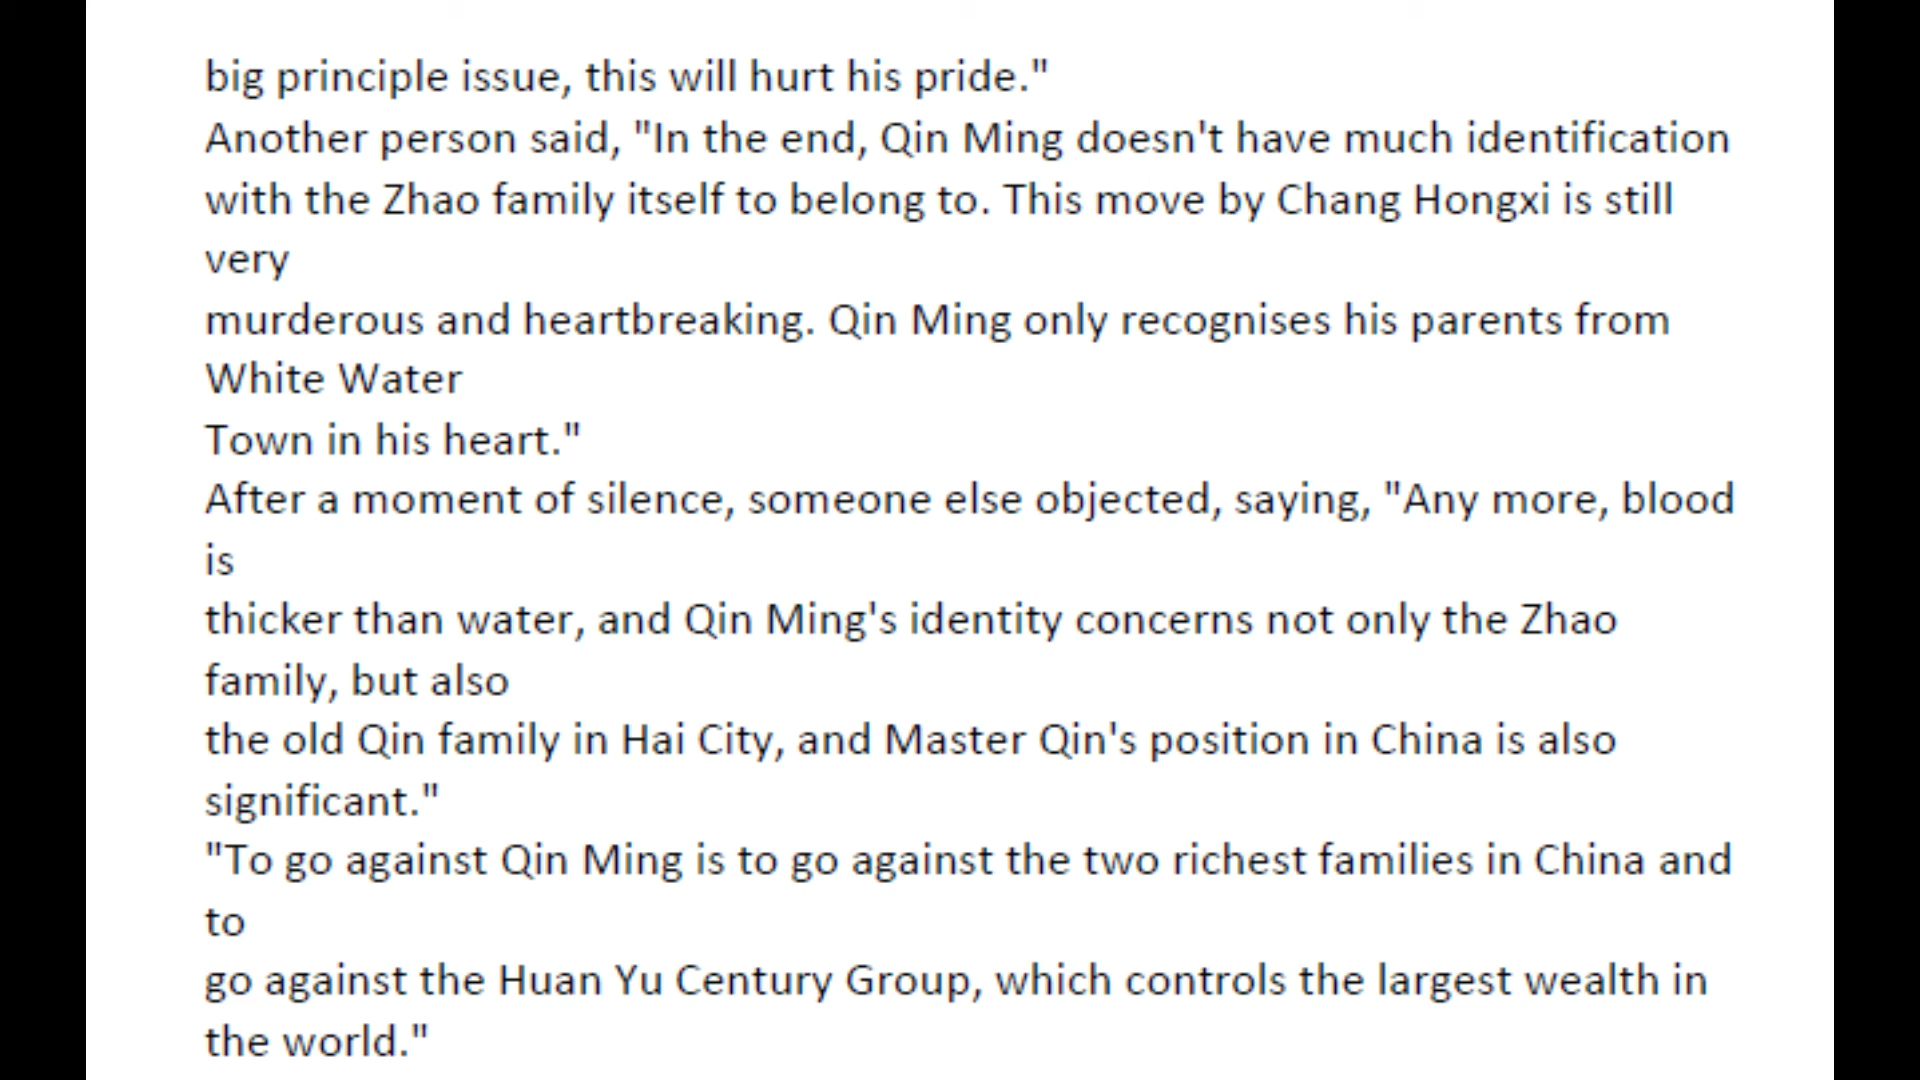 big principle issue, this will hurt his pride."
Another person said, "In the end, Qin Ming doesn't have much identification
with the Zhao family itself to belong to. This move by Chang Hongxi is still
very
murderous and heartbreaking. Qin Ming only recognises his parents from
White Water
Town in his heart."
After a moment of silence, someone else objected, saying, "Any more, blood
is
thicker than water, and Qin Ming's identity concerns not only the Zhao
family, but also
the old Qin family in Hai City, and Master Qin's position in China is also
significant."
"To go against Qin Ming is to go against the two richest families in China and
to
go against the Huan Yu Century Group, which controls the largest wealth in
the world."